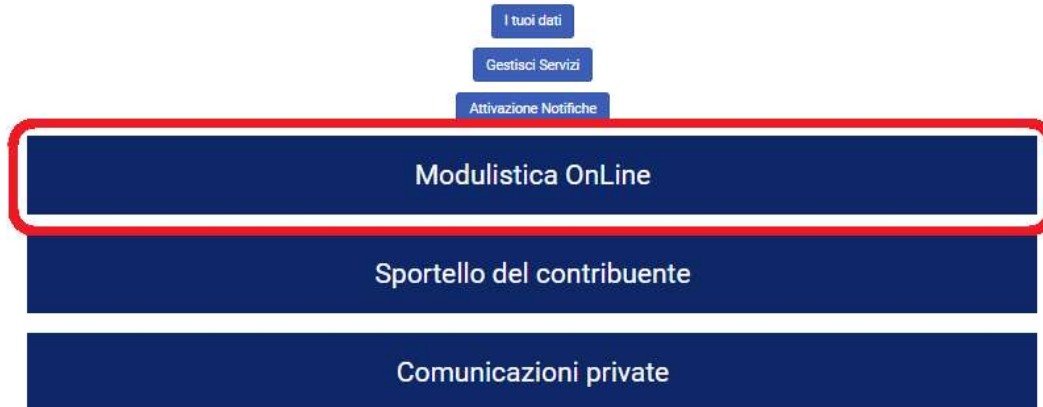 I tuoi dati
Gestisci Servizi
Attivazione Notifiche
Modulistica OnLine
Sportello del contribuente
Comunicazioni private